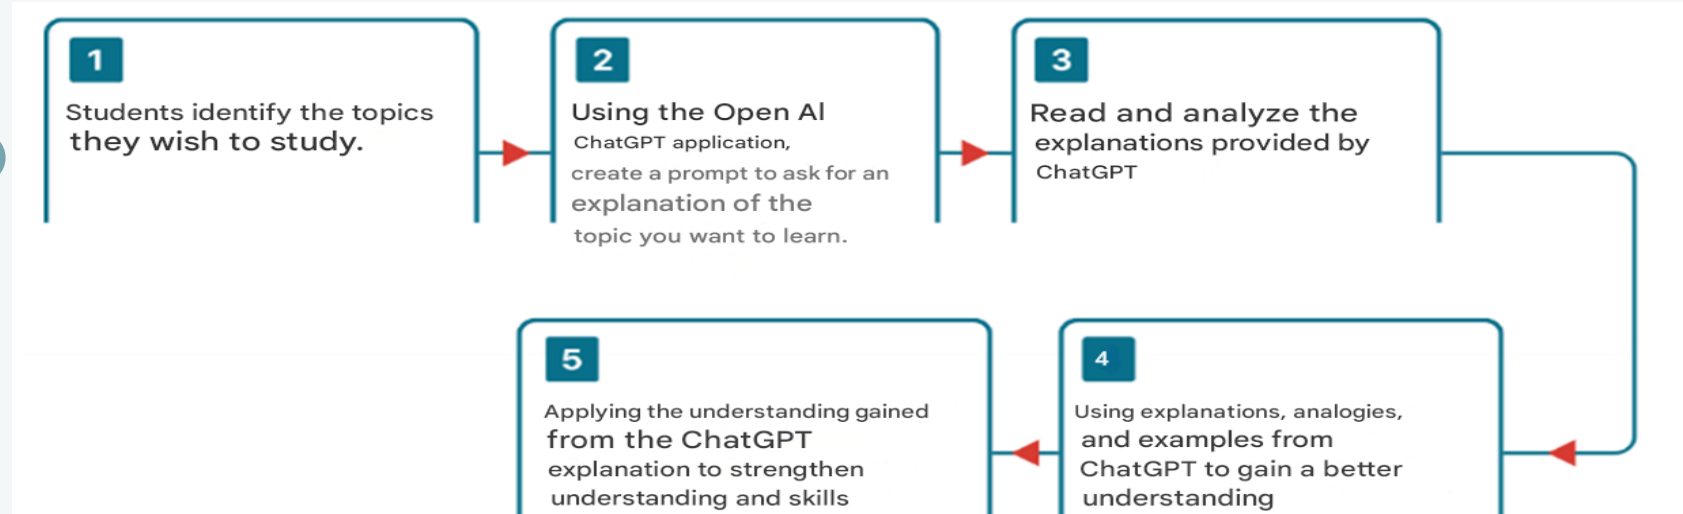 1
Students identify the topics
they wish to study.
2
Using the Open Al
ChatGPT application,
create a prompt to ask for an
explanation of the
topic you want to learn.
3
Read and analyze the
explanations provided by
ChatGPT
4
Using explanations, analogies,
and examples from
ChatGPT to gain a better
understanding
5
Applying the understanding gained
from the ChatGPT
explanation to strengthen
understanding and skills